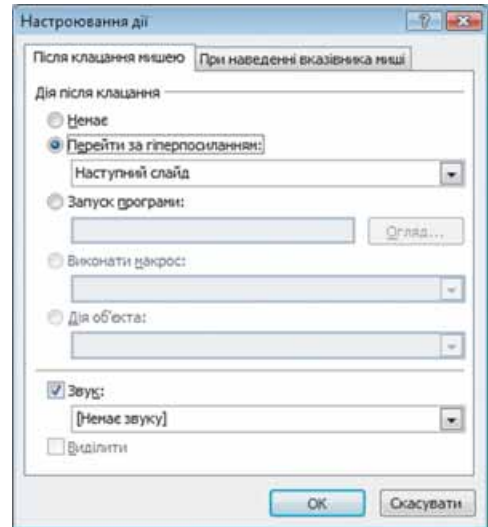 Настроювання дії
Після клацання мишею При наведенні вказівника миші
Дія після клацання
Немає
Перейти за гіперпосиланням:
Наступний слайд
Запуск програми:
Огляд...
Виконати макрос:
Дія об'єкта:
Звук:
[Немає звуку]
Виділити
ОК Скасувати